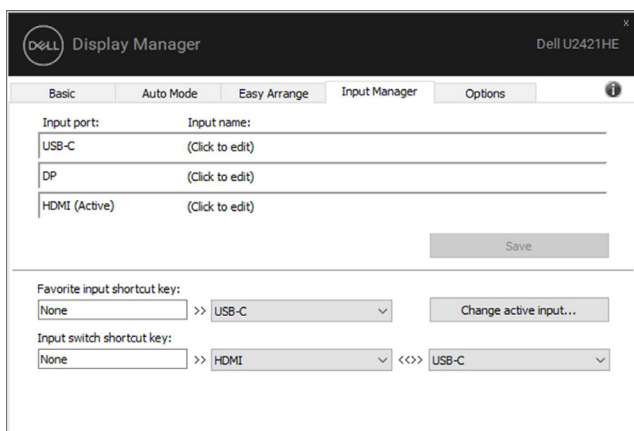 x
DELL Display Manager Dell U2421HE
Basic Auto Mode Easy Arrange Input Manager Options i
Input port: Input name:
USB-C (Click to edit)
DP (Click to edit)
HDMI (Active) (Click to edit)
Save
Favorite input shortcut key:
None >> USB-C Change active input...
Input switch shortcut key:
None >> HDMI <<>> USB-C